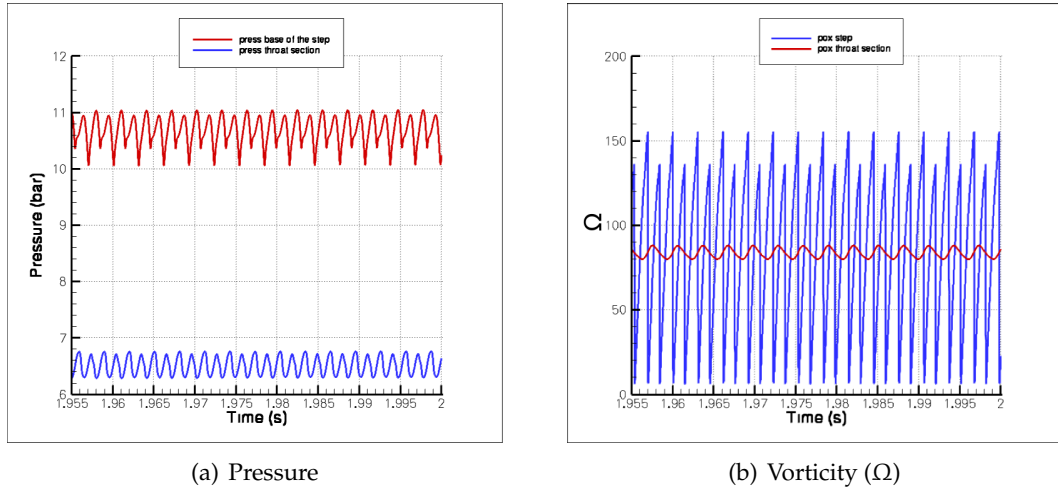 press base of the step
press throat section
12
11
10
9
8
7
6
Pressure (bar)
1.955 1.96 1.965 1.97 1.975 1.98 1.985 1.99 1.995 2
Time (s)
(a) Pressure
pox step
pox throat section
200
150
100
50
0
Ω
1.955 1.96 1.965 1.97 1.975 1.98 1.985 1.99 1.995 2
Time (s)
(b) Vorticity (Ω)